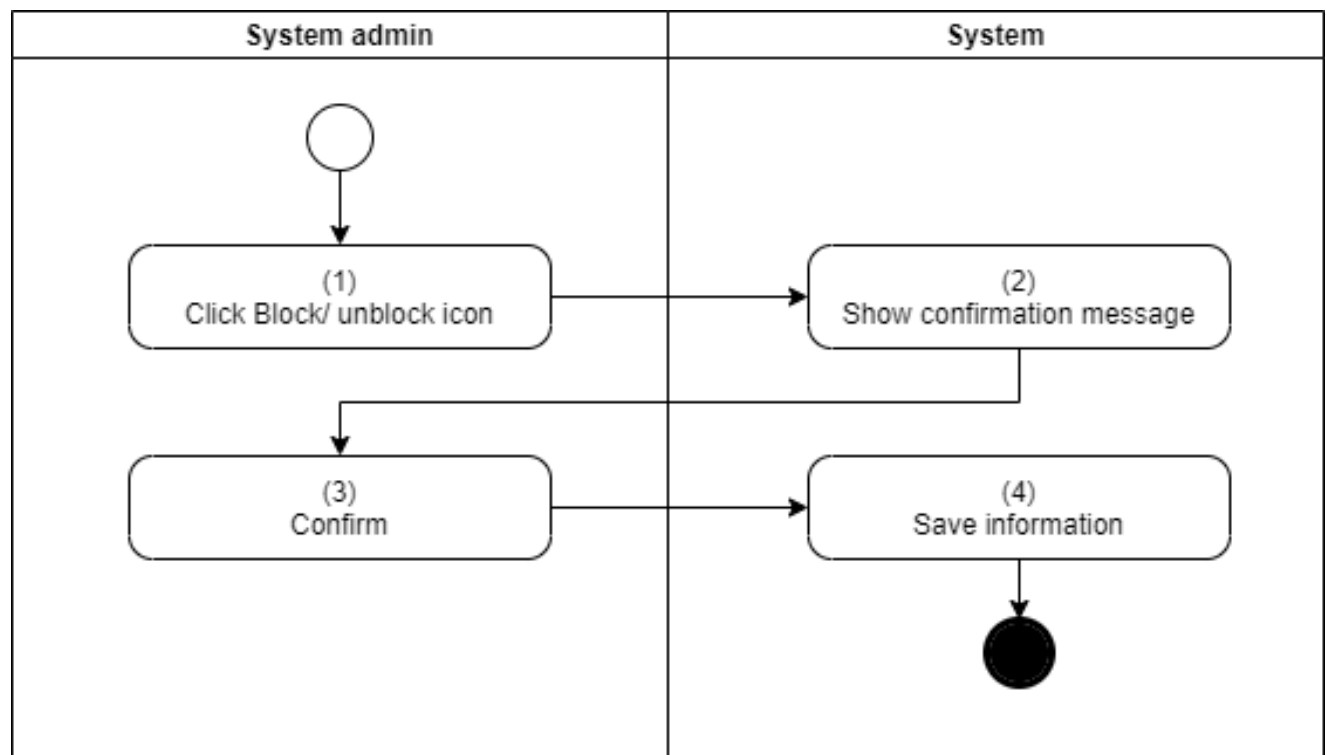 System admin
System
(1)
Click Block/ unblock icon
(2)
Show confirmation message
(3)
Confirm
(4)
Save information